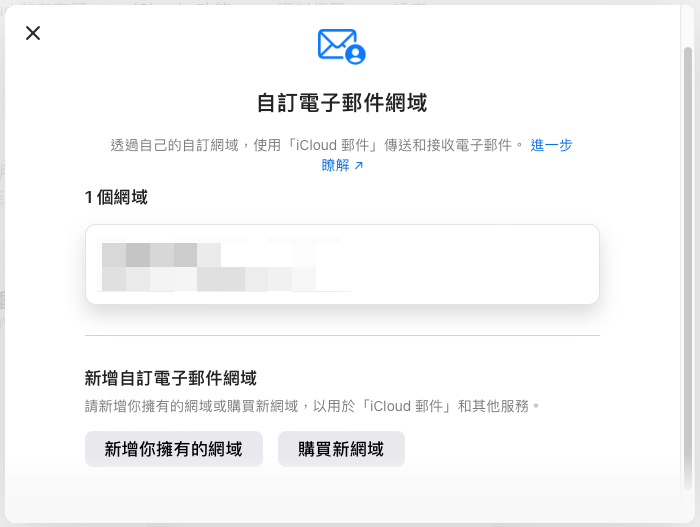 自訂電子郵件網域
透過自己的自訂網域，使用「iCloud 郵件」傳送和接收電子郵件。 進一步
瞭解 ↗
1 個網域
新增自訂電子郵件網域
請新增你擁有的網域或購買新網域，以用於「iCloud 郵件」和其他服務。
新增你擁有的網域
購買新網域